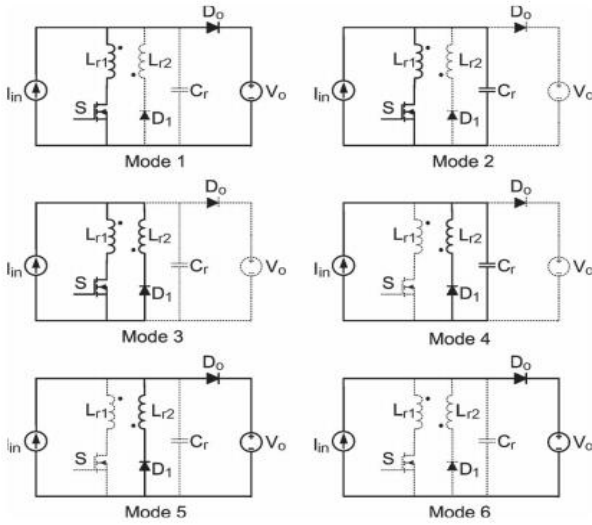 Do Do
Lr1 Lr2 Lr1 Lr2
Iin Cr Vo Iin Cr Vo
S D1 S D1
Mode 1 Mode 2
Do Do
Lr1 Lr2 Lr1 Lr2
Iin Cr Vo Iin Cr Vo
S D1 S D1
Mode 3 Mode 4
Do Do
Lr1 Lr2 Lr1 Lr2
Iin Cr Vo Iin Cr Vo
S D1 S D1
Mode 5 Mode 6